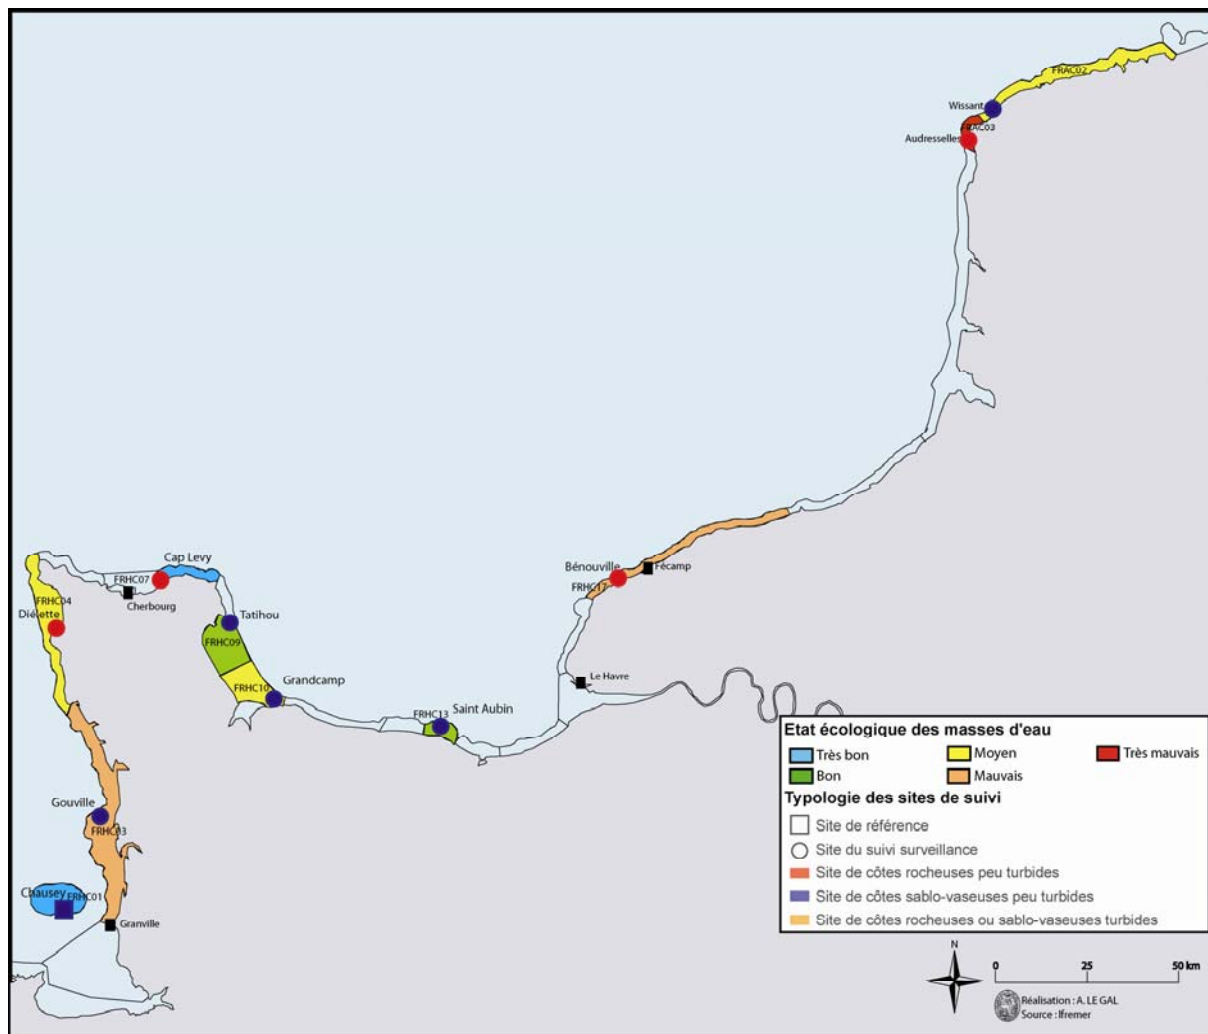 FRAC02
Wissant
FRAC03
Audresselles
Cap Levy
FRHC07
Cherbourg
Bénouville
Fécamp
FRHC17
FRHC04
Diélette
Tatihou
FRHC09
FRHC10
Grandcamp
Le Havre
FRHC13
Saint Aubin
Gouville
FRHC03
Chausey
FRHC01
Granville
Etat écologique des masses d'eau
Très bon
Moyen
Très mauvais
Bon
Mauvais
Typologie des sites de suivi
Site de référence
Site du suivi surveillance
Site de côtes rocheuses peu turbides
Site de côtes sablo-vaseuses peu turbides
Site de côtes rocheuses ou sablo-vaseuses turbides
N
0 25 50 km
Réalisation : A. LE GAL
Source : Ifremer